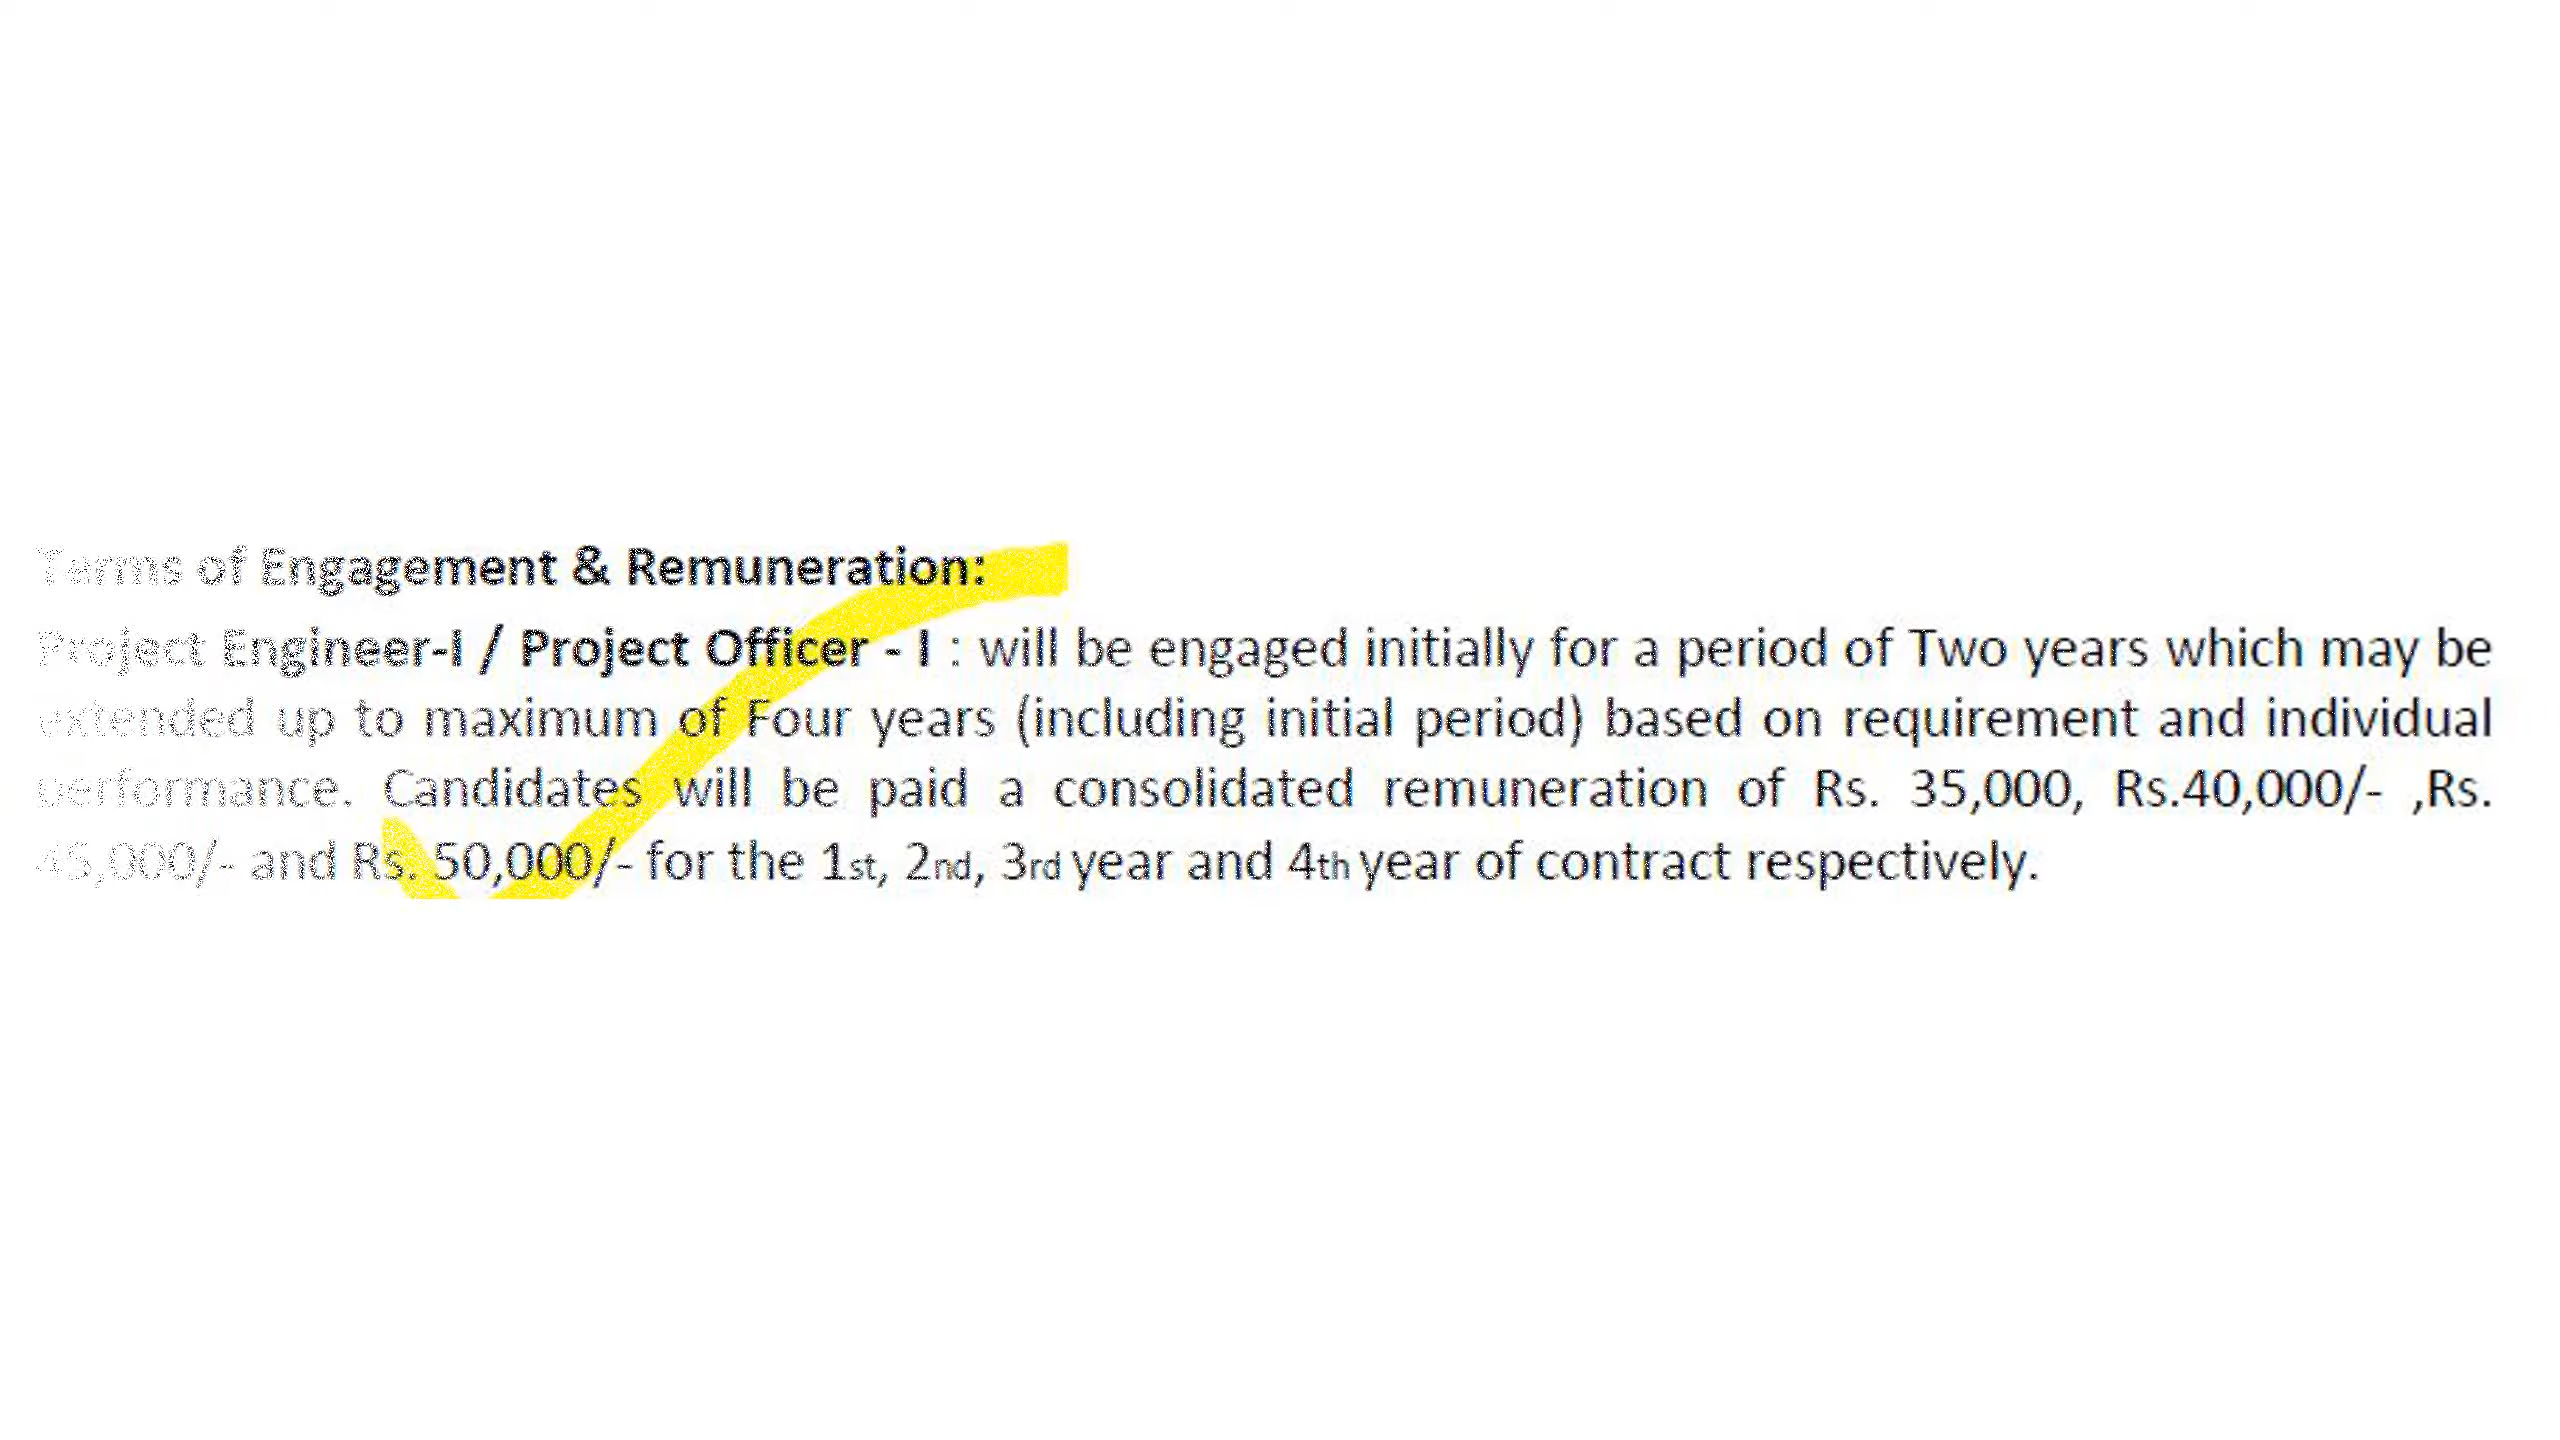 Terms of Engagement & Remuneration:
Project Engineer-I / Project Officer - I : will be engaged initially for a period of Two years which may be
extended up to maximum of Four years (including initial period) based on requirement and individual
performance. Candidates will be paid a consolidated remuneration of Rs. 35,000, Rs.40,000/- ,Rs.
45,000/- and Rs. 50,000/- for the 1st, 2nd, 3rd year and 4th year of contract respectively.